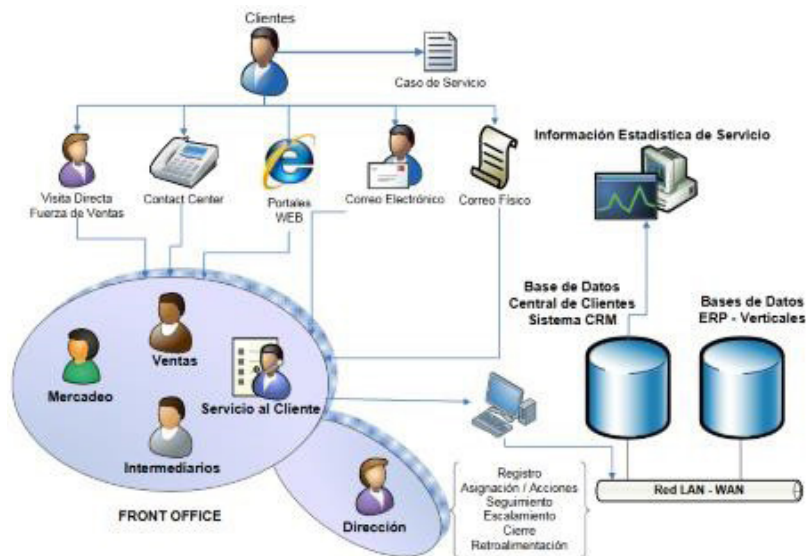 Clientes
Caso de Servicio
Visita Directa
Fuerza de Ventas
Contact Center
Portales
WEB
Correo Electrónico
Correo Físico
Información Estadistica de Servicio
Base de Datos
Central de Clientes
Sistema CRM
Bases de Datos
ERP - Verticales
Ventas
Mercadeo
Servicio al Cliente
Intermediarios
FRONT OFFICE
Dirección
Registro
Asignación / Acciones
Seguimiento
Escalamiento
Cierre
Retroalimentación
Red LAN - WAN